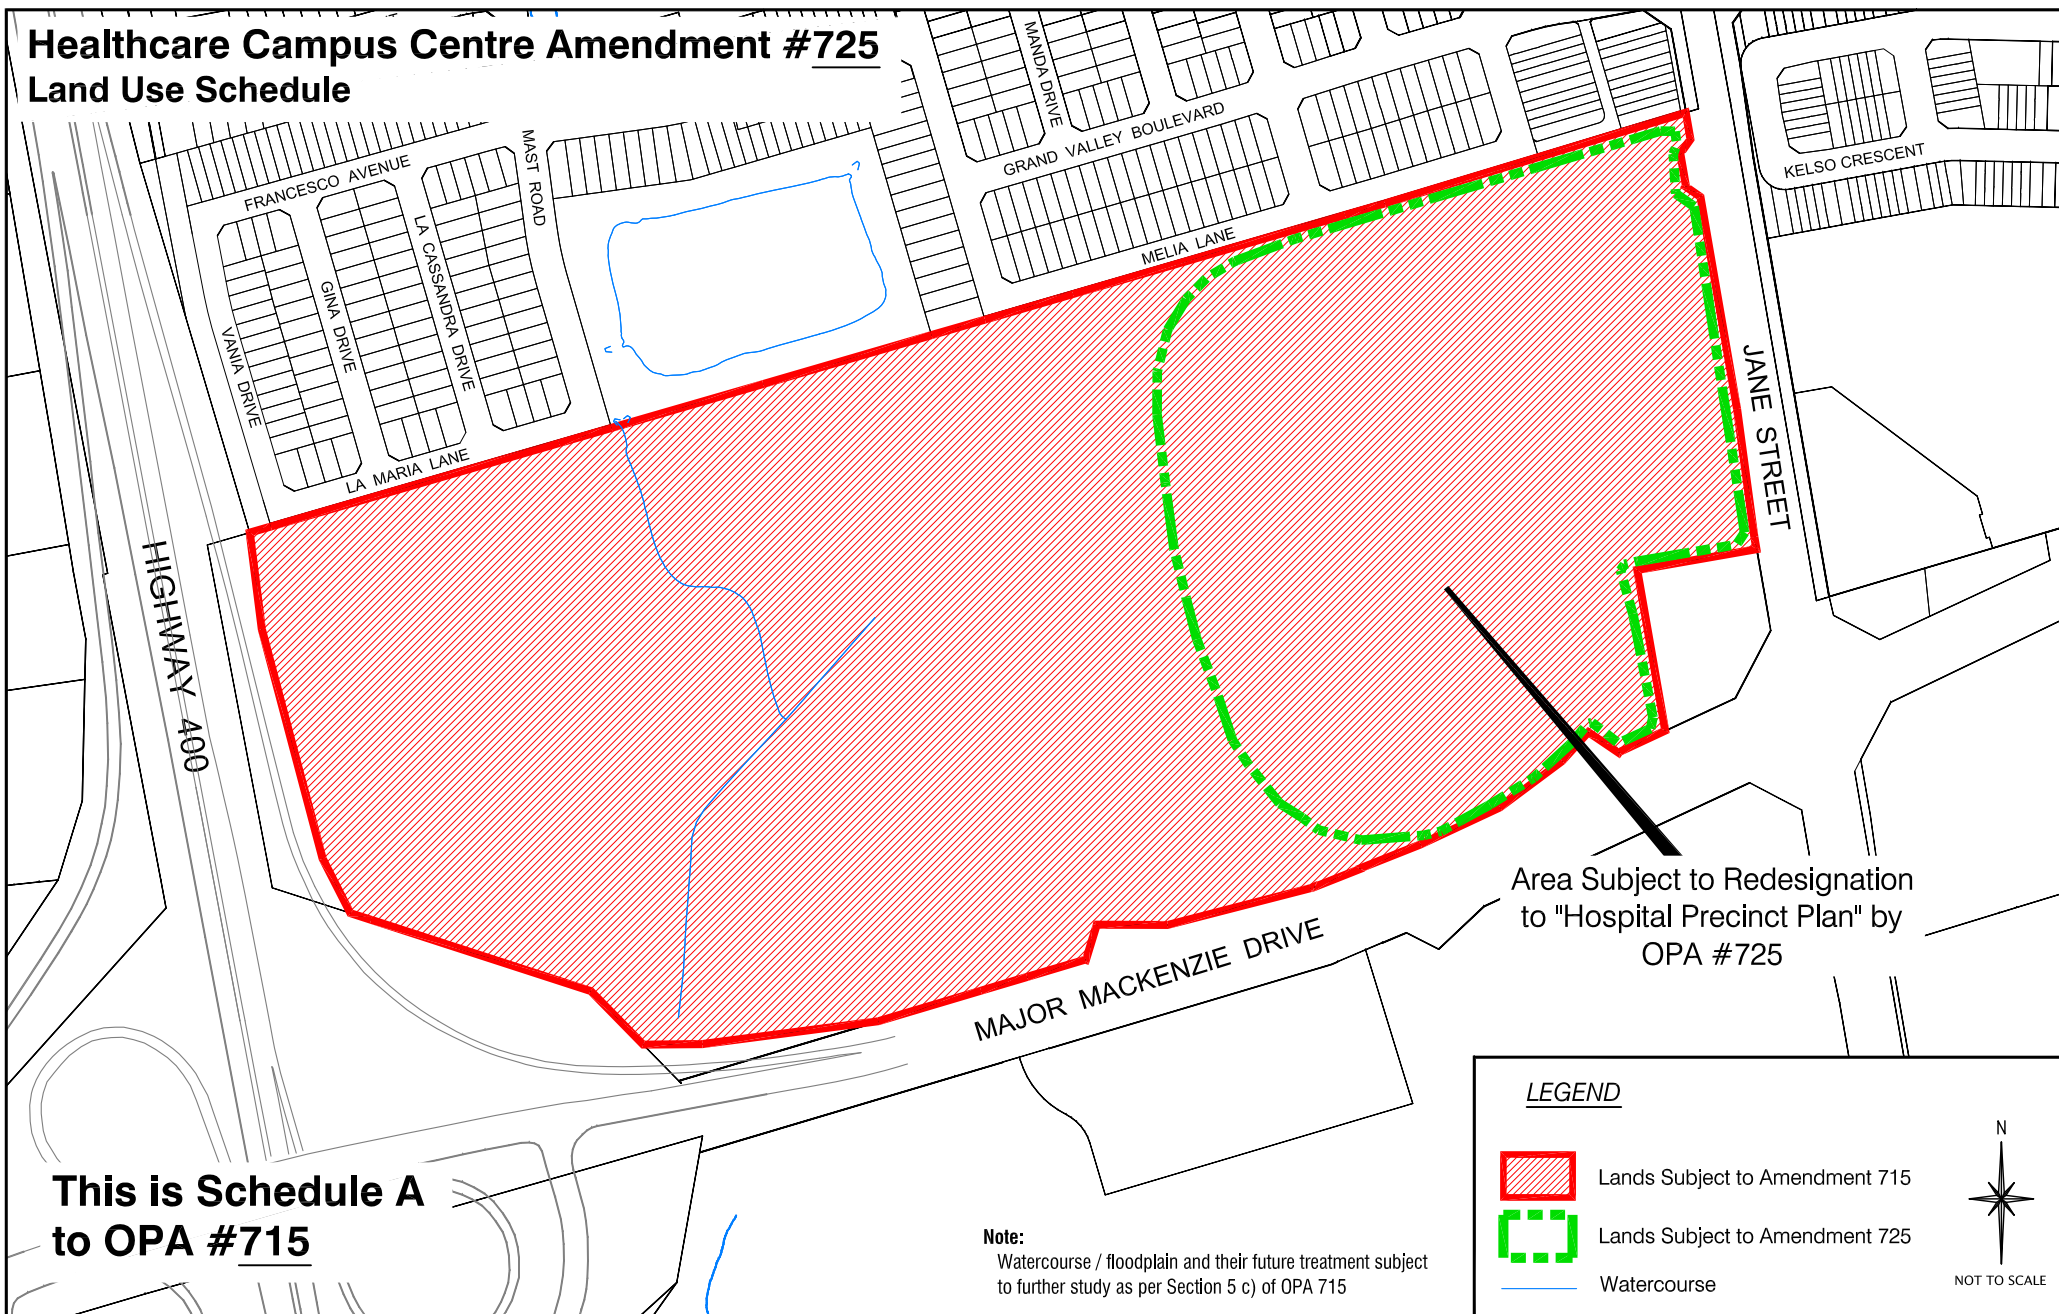 Healthcare Campus Centre Amendment #725
Land Use Schedule
MANDA DRIVE
GRAND VALLEY BOULEVARD
KELSO CRESCENT
FRANCESCO AVENUE
MAST ROAD
LA CASSANDRA DRIVE
GINA DRIVE
VANIA DRIVE
MELIA LANE
LA MARIA LANE
JANE STREET
HIGHWAY 400
Area Subject to Redesignation
to "Hospital Precinct Plan" by
OPA #725
MAJOR MACKENZIE DRIVE
This is Schedule A
to OPA #715
Note:
Watercourse / floodplain and their future treatment subject
to further study as per Section 5 c) of OPA 715
LEGEND
Lands Subject to Amendment 715
Lands Subject to Amendment 725
Watercourse
N
NOT TO SCALE